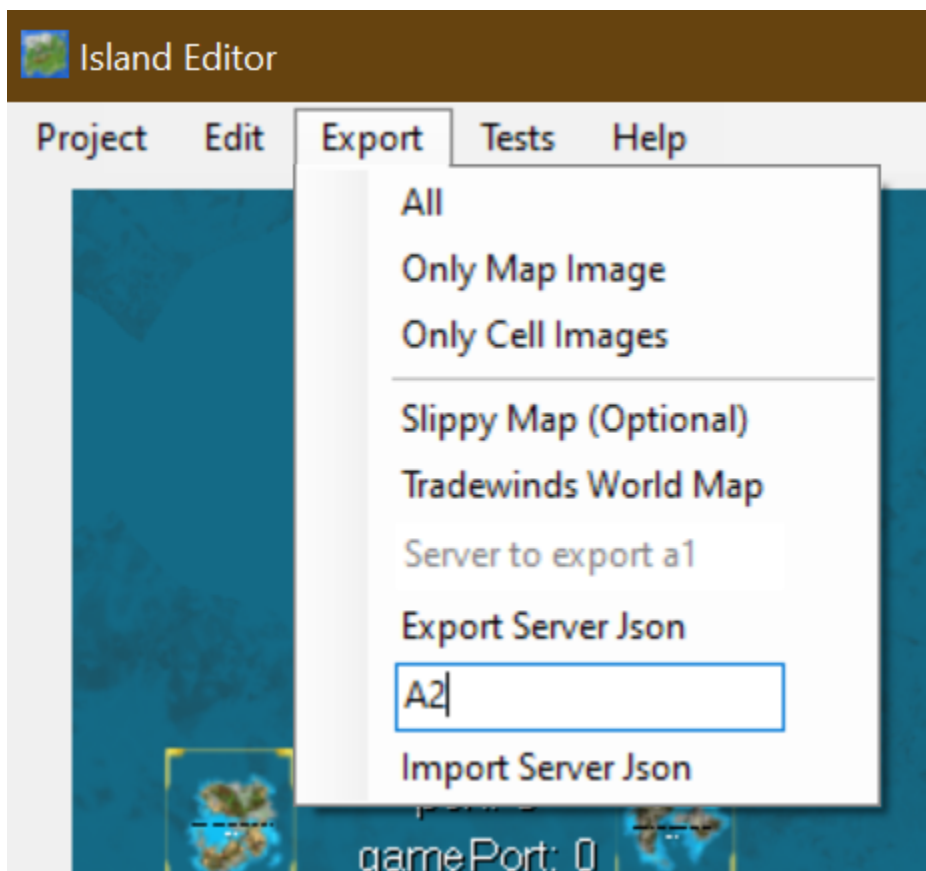 Island Editor
Project Edit Export Tests Help
All
Only Map Image
Only Cell Images
Slippy Map (Optional)
Tradewinds World Map
Server to export a1
Export Server Json
A2
Import Server Json
gamePort: 0